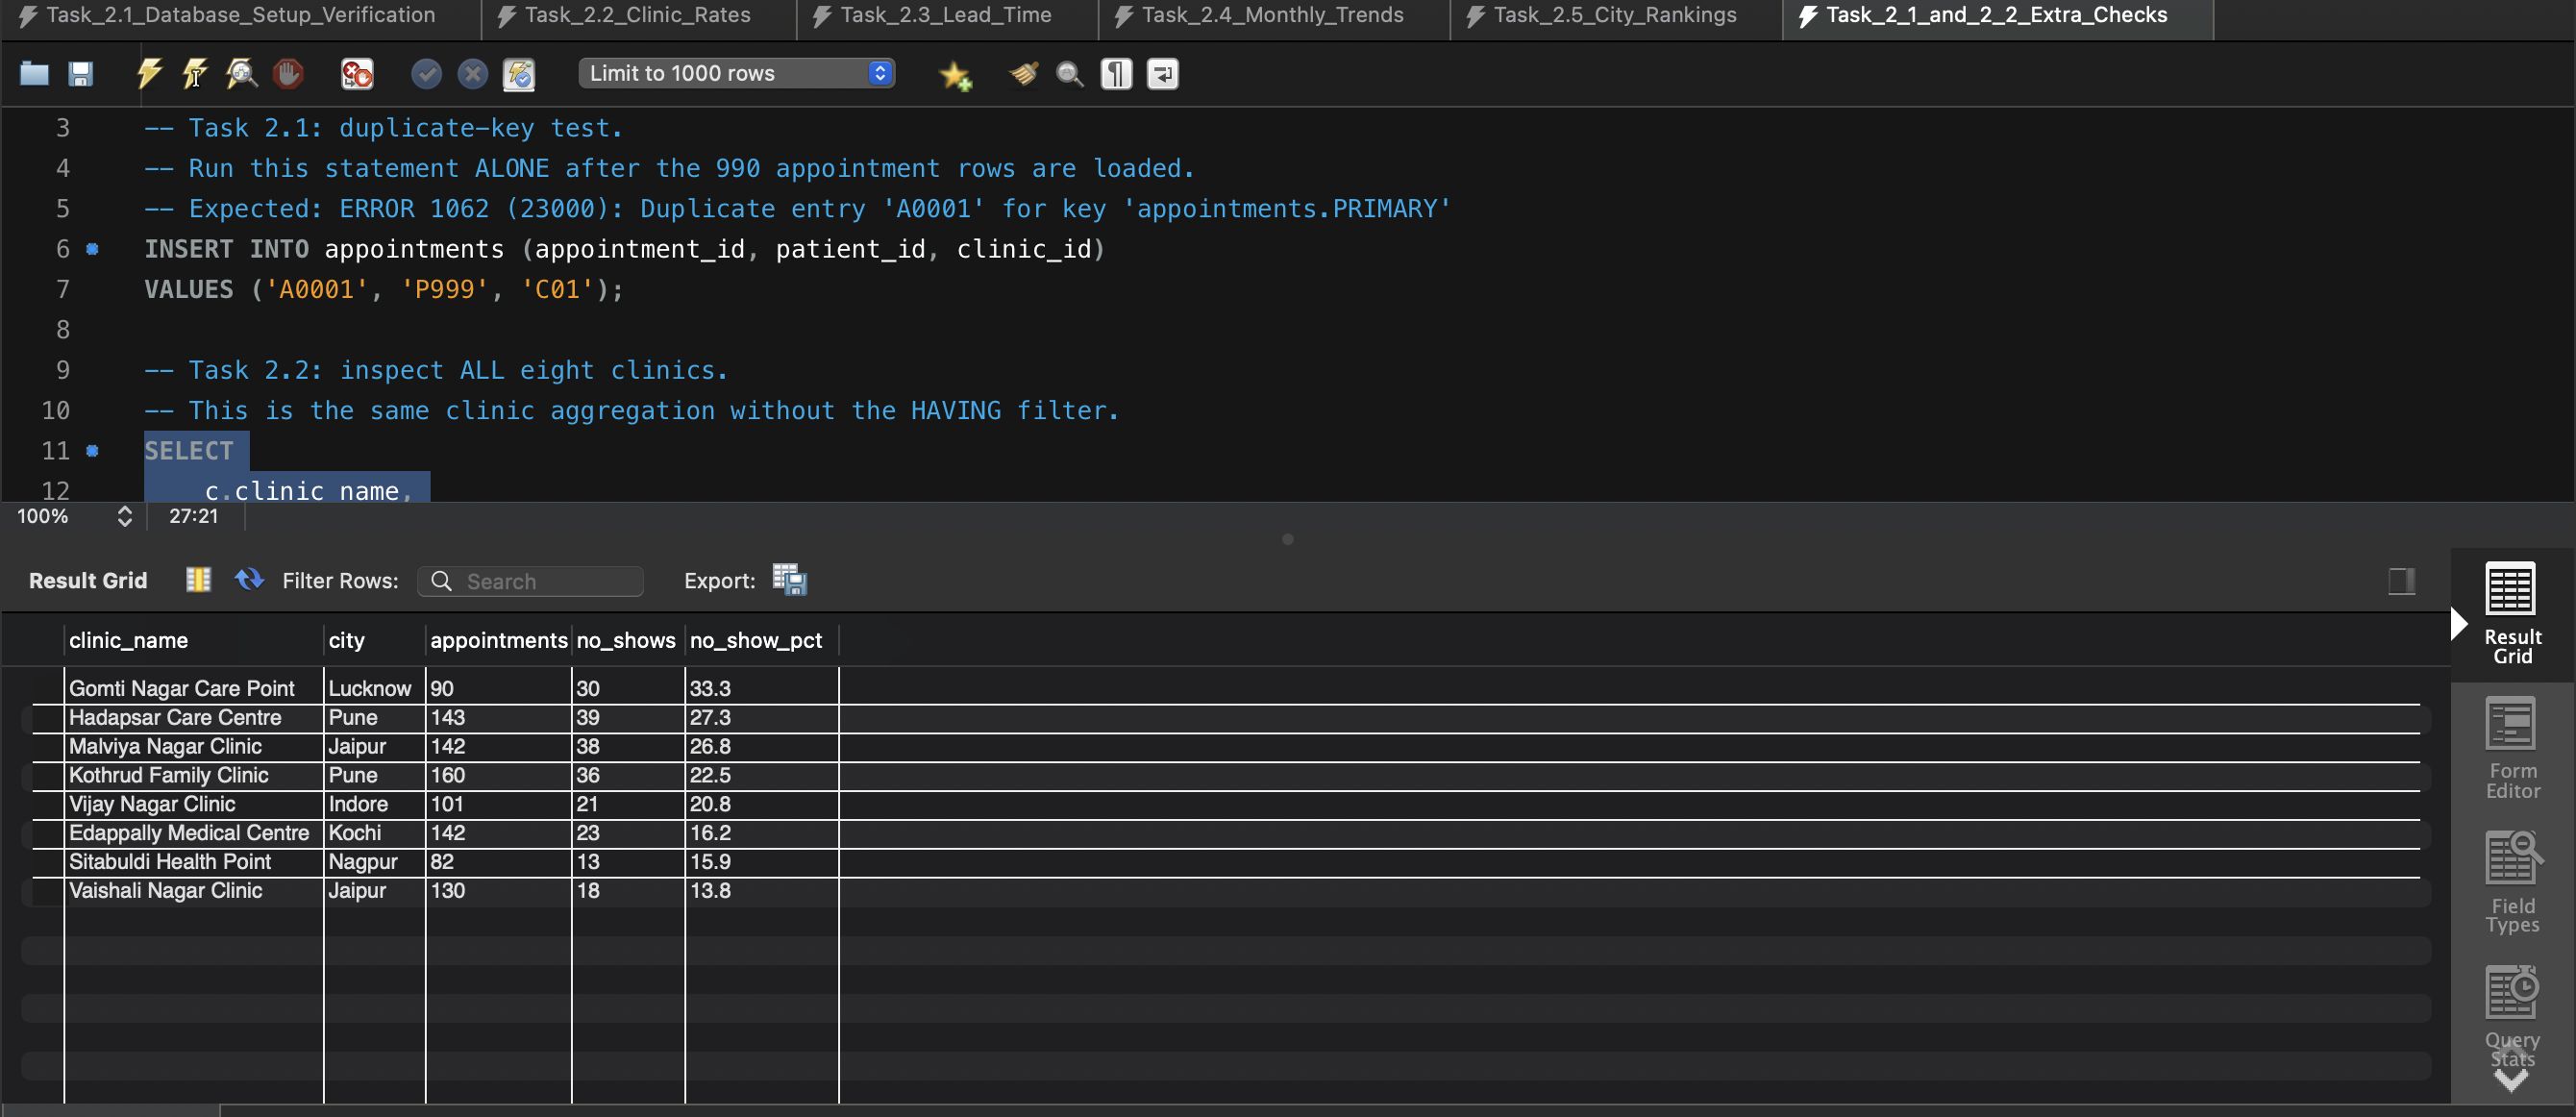 Task_2.1_Database_Setup_Verification Task_2.2_Clinic_Rates Task_2.3_Lead_Time Task_2.4_Monthly_Trends Task_2.5_City_Rankings Task_2_1_and_2_2_Extra_Checks
Limit to 1000 rows
3 -- Task 2.1: duplicate-key test.
4 -- Run this statement ALONE after the 990 appointment rows are loaded.
5 -- Expected: ERROR 1062 (23000): Duplicate entry 'A0001' for key 'appointments.PRIMARY'
6 INSERT INTO appointments (appointment_id, patient_id, clinic_id)
7 VALUES ('A0001', 'P999', 'C01');
8
9 -- Task 2.2: inspect ALL eight clinics.
10 -- This is the same clinic aggregation without the HAVING filter.
11 SELECT
12 c.clinic_name,
100% 27:21
Result Grid Filter Rows: Search Export:
clinic_name city appointments no_shows no_show_pct
Gomti Nagar Care Point Lucknow 90 30 33.3
Hadapsar Care Centre Pune 143 39 27.3
Malviya Nagar Clinic Jaipur 142 38 26.8
Kothrud Family Clinic Pune 160 36 22.5
Vijay Nagar Clinic Indore 101 21 20.8
Edappally Medical Centre Kochi 142 23 16.2
Sitabuldi Health Point Nagpur 82 13 15.9
Vaishali Nagar Clinic Jaipur 130 18 13.8
Result
Grid
Form
Editor
Field
Types
Query
Stats